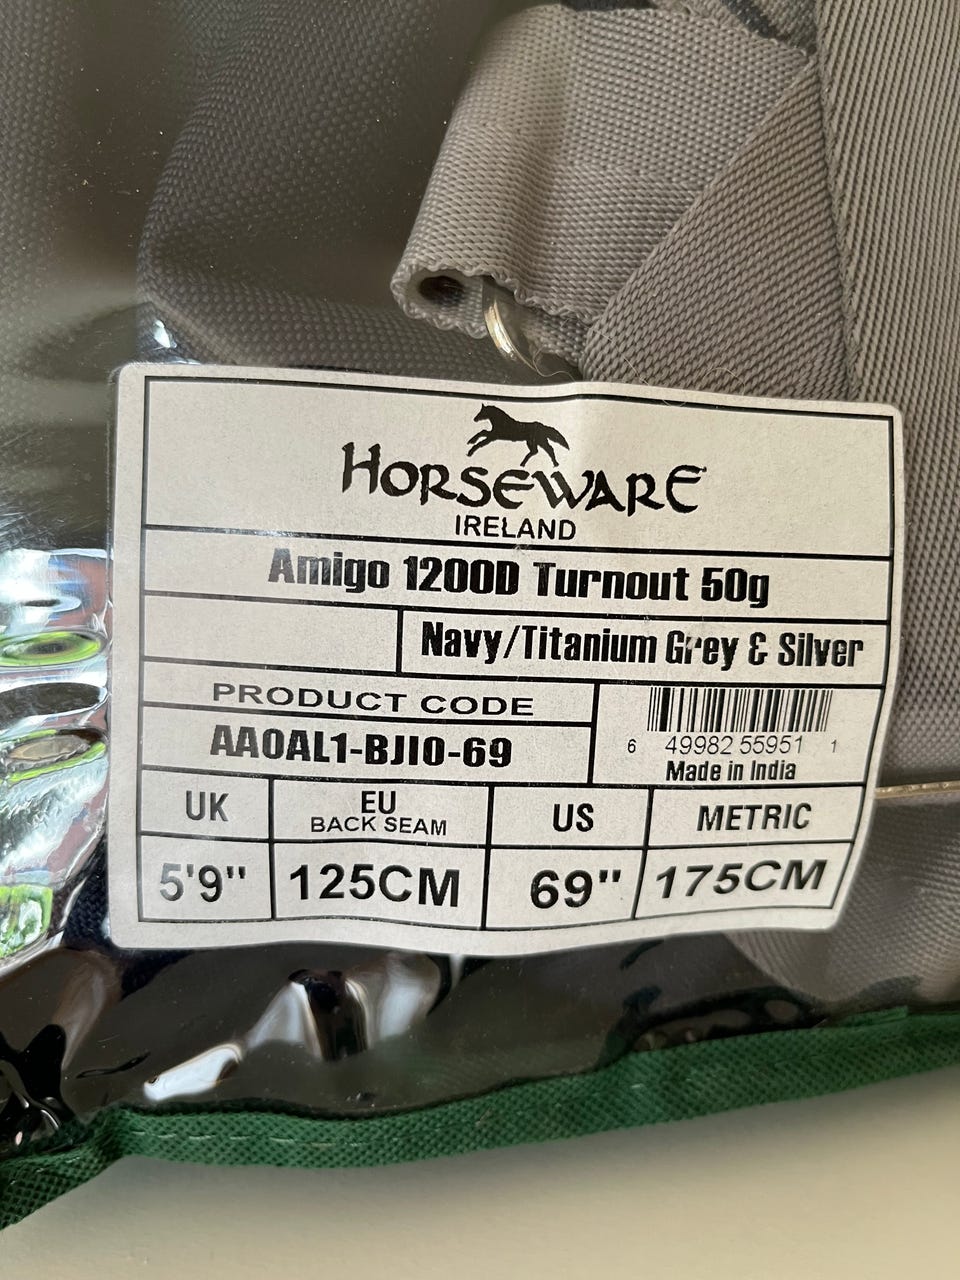 HORSEWARE
IRELAND
Amigo 1200D Turnout 50g
Navy/Titanium Grey & Silver
PRODUCT CODE
AA0AL1-BJI0-69
6 49982 55951 1
Made in India
UK
EU
BACK SEAM
US
METRIC
5'9"
125CM
69"
175CM